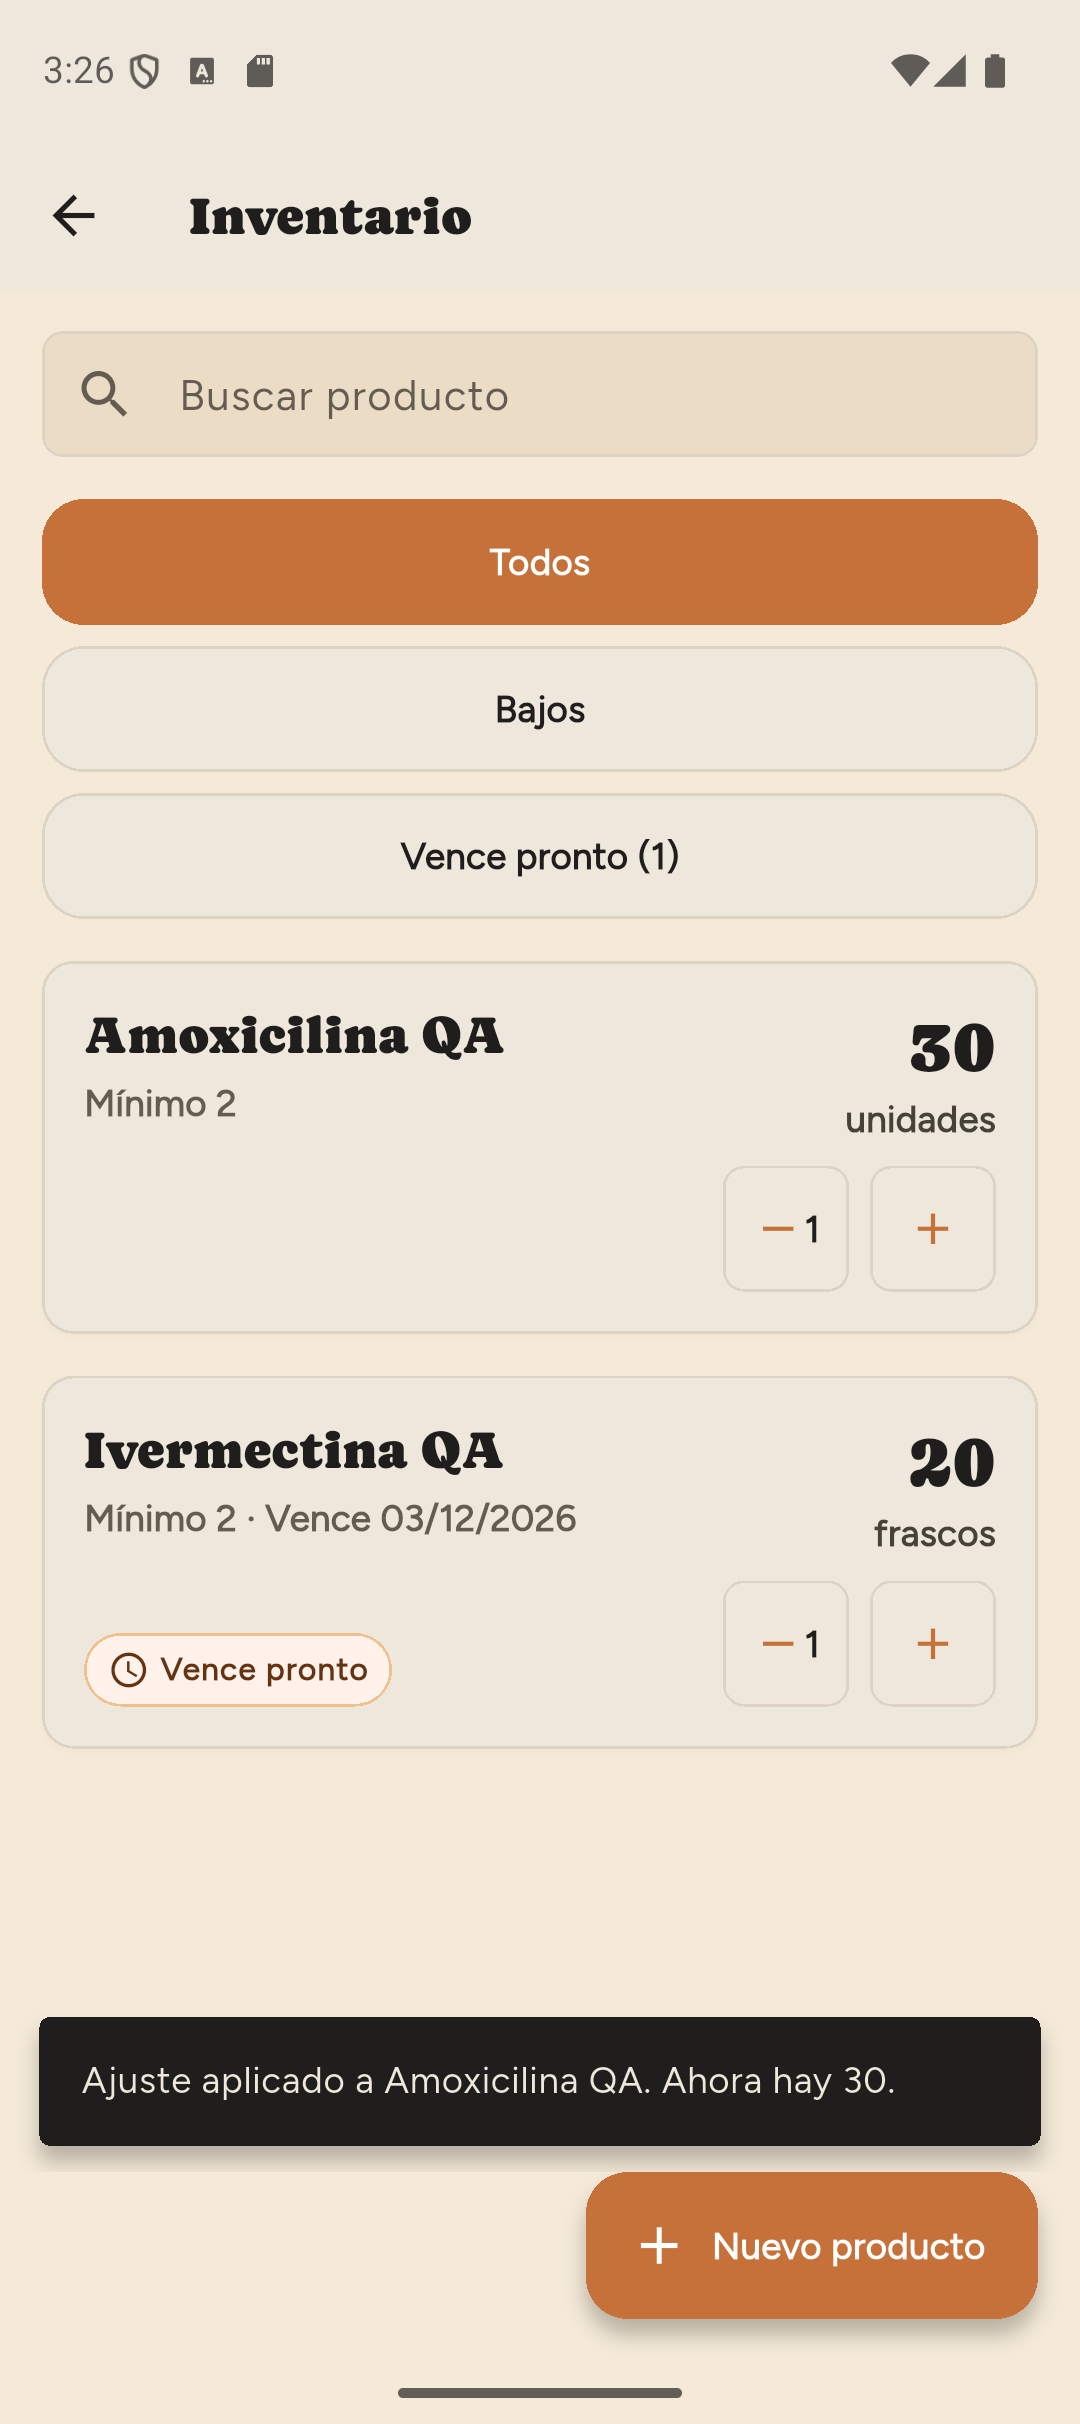 3:26
Inventario
Buscar producto
Todos
Bajos
Vence pronto (1)
Amoxicilina QA
30
Mínimo 2
unidades
− 1 +
Ivermectina QA
20
Mínimo 2 · Vence 03/12/2026
frascos
Vence pronto
− 1 +
Ajuste aplicado a Amoxicilina QA. Ahora hay 30.
+ Nuevo producto